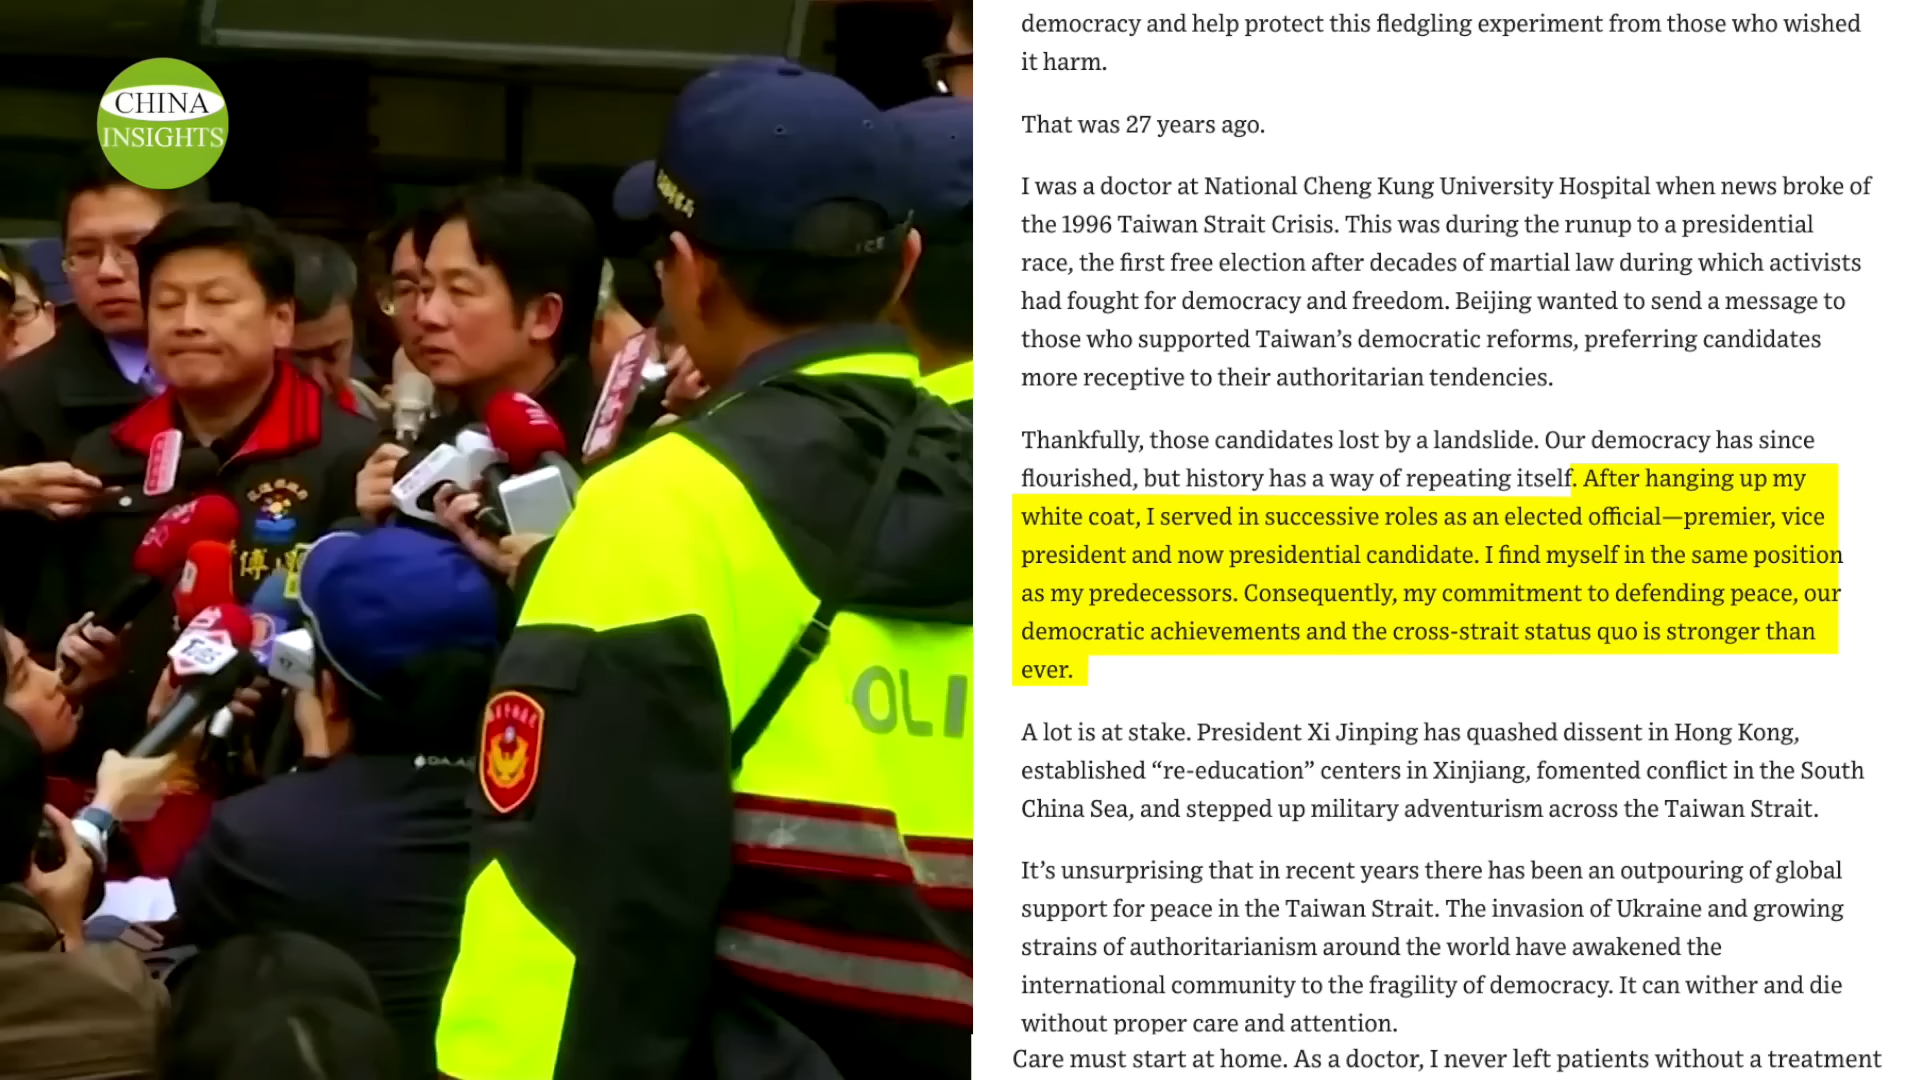 CHINA
INSIGHTS
OLI
democracy and help protect this fledgling experiment from those who wished
it harm.
That was 27 years ago.
I was a doctor at National Cheng Kung University Hospital when news broke of
the 1996 Taiwan Strait Crisis. This was during the runup to a presidential
race, the first free election after decades of martial law during which activists
had fought for democracy and freedom. Beijing wanted to send a message to
those who supported Taiwan’s democratic reforms, preferring candidates
more receptive to their authoritarian tendencies.
Thankfully, those candidates lost by a landslide. Our democracy has since
flourished, but history has a way of repeating itself. After hanging up my
white coat, I served in successive roles as an elected official—premier, vice
president and now presidential candidate. I find myself in the same position
as my predecessors. Consequently, my commitment to defending peace, our
democratic achievements and the cross-strait status quo is stronger than
ever.
A lot is at stake. President Xi Jinping has quashed dissent in Hong Kong,
established “re-education” centers in Xinjiang, fomented conflict in the South
China Sea, and stepped up military adventurism across the Taiwan Strait.
It’s unsurprising that in recent years there has been an outpouring of global
support for peace in the Taiwan Strait. The invasion of Ukraine and growing
strains of authoritarianism around the world have awakened the
international community to the fragility of democracy. It can wither and die
without proper care and attention.
Care must start at home. As a doctor, I never left patients without a treatment